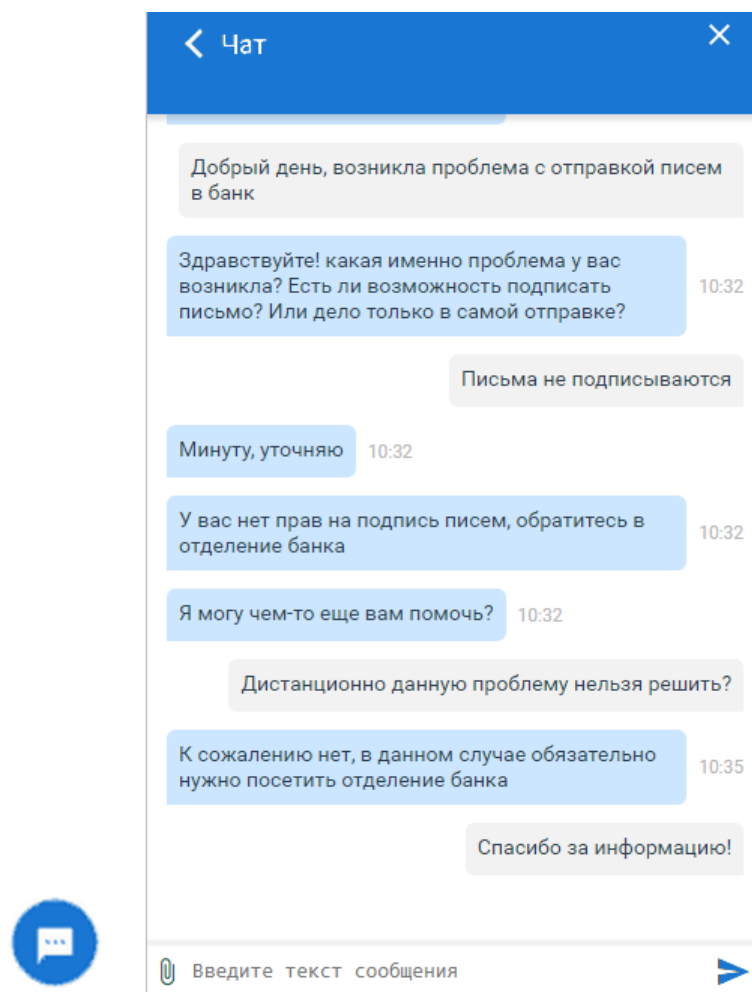 Чат
Добрый день, возникла проблема с отправкой писем
в банк
Здравствуйте! какая именно проблема у вас
возникла? Есть ли возможность подписать
письмо? Или дело только в самой отправке?
10:32
Письма не подписываются
Минуту, уточняю
10:32
У вас нет прав на подпись писем, обратитесь в
отделение банка
10:32
Я могу чем-то еще вам помочь?
10:32
Дистанционно данную проблему нельзя решить?
К сожалению нет, в данном случае обязательно
нужно посетить отделение банка
10:35
Спасибо за информацию!
Введите текст сообщения